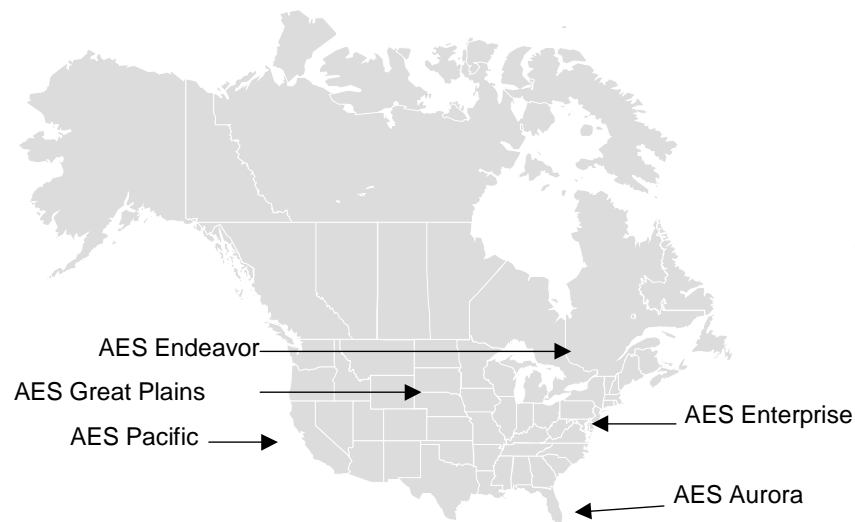 AES Endeavor
AES Great Plains
AES Pacific
AES Enterprise
AES Aurora